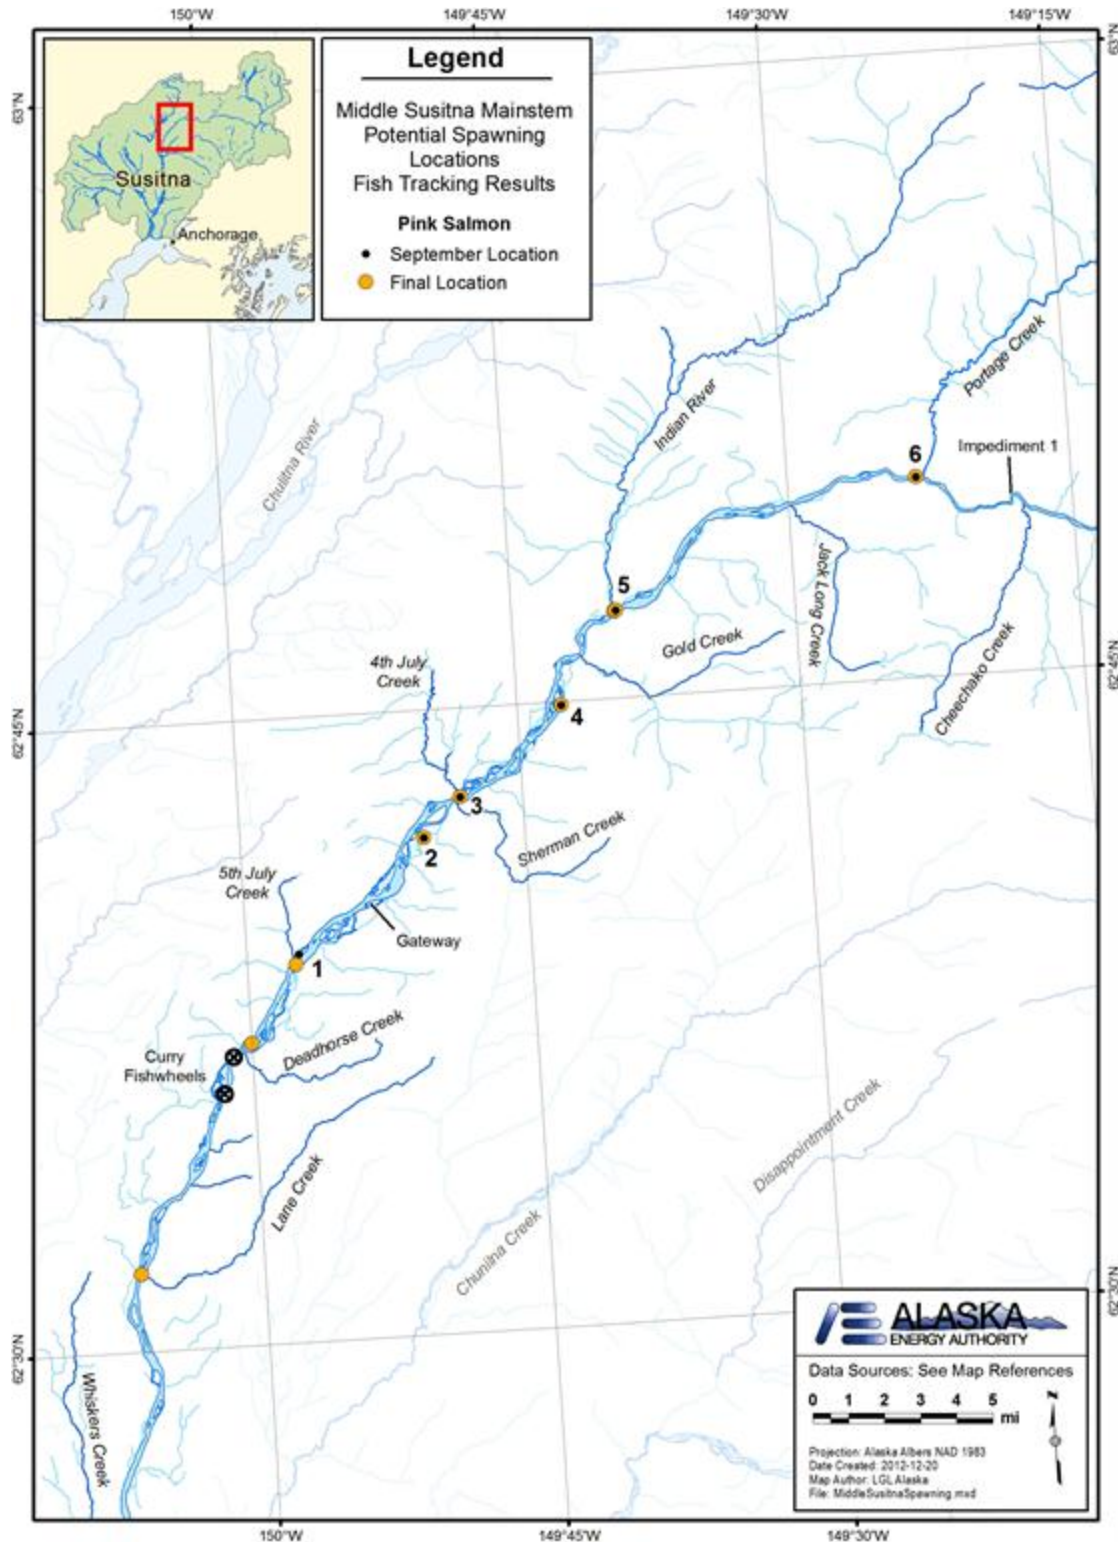 150°W
149°45'W
149°30'W
149°15'W
63°N
63°N
Susitna
Anchorage
Legend
Middle Susitna Mainstem
Potential Spawning
Locations
Fish Tracking Results
Pink Salmon
September Location
Final Location
Chulitna River
Indian River
Portage Creek
Impediment 1
6
5
Jack Long Creek
Cheechako Creek
Gold Creek
4th July
Creek
4
62°45'N
62°45'N
3
Sherman Creek
2
5th July
Creek
Gateway
1
Deadhorse Creek
Curry
Fishwheels
Lane Creek
Disappointment Creek
Chunilna Creek
Whiskers Creek
62°30'N
62°30'N
ALASKA
ENERGY AUTHORITY
Data Sources: See Map References
0 1 2 3 4 5
mi
N
Projection: Alaska Albers NAD 1983
Date Created: 2012-12-20
Map Author: LGL Alaska
File: MiddleSusitnaSpawning.mxd
150°W
149°45'W
149°30'W